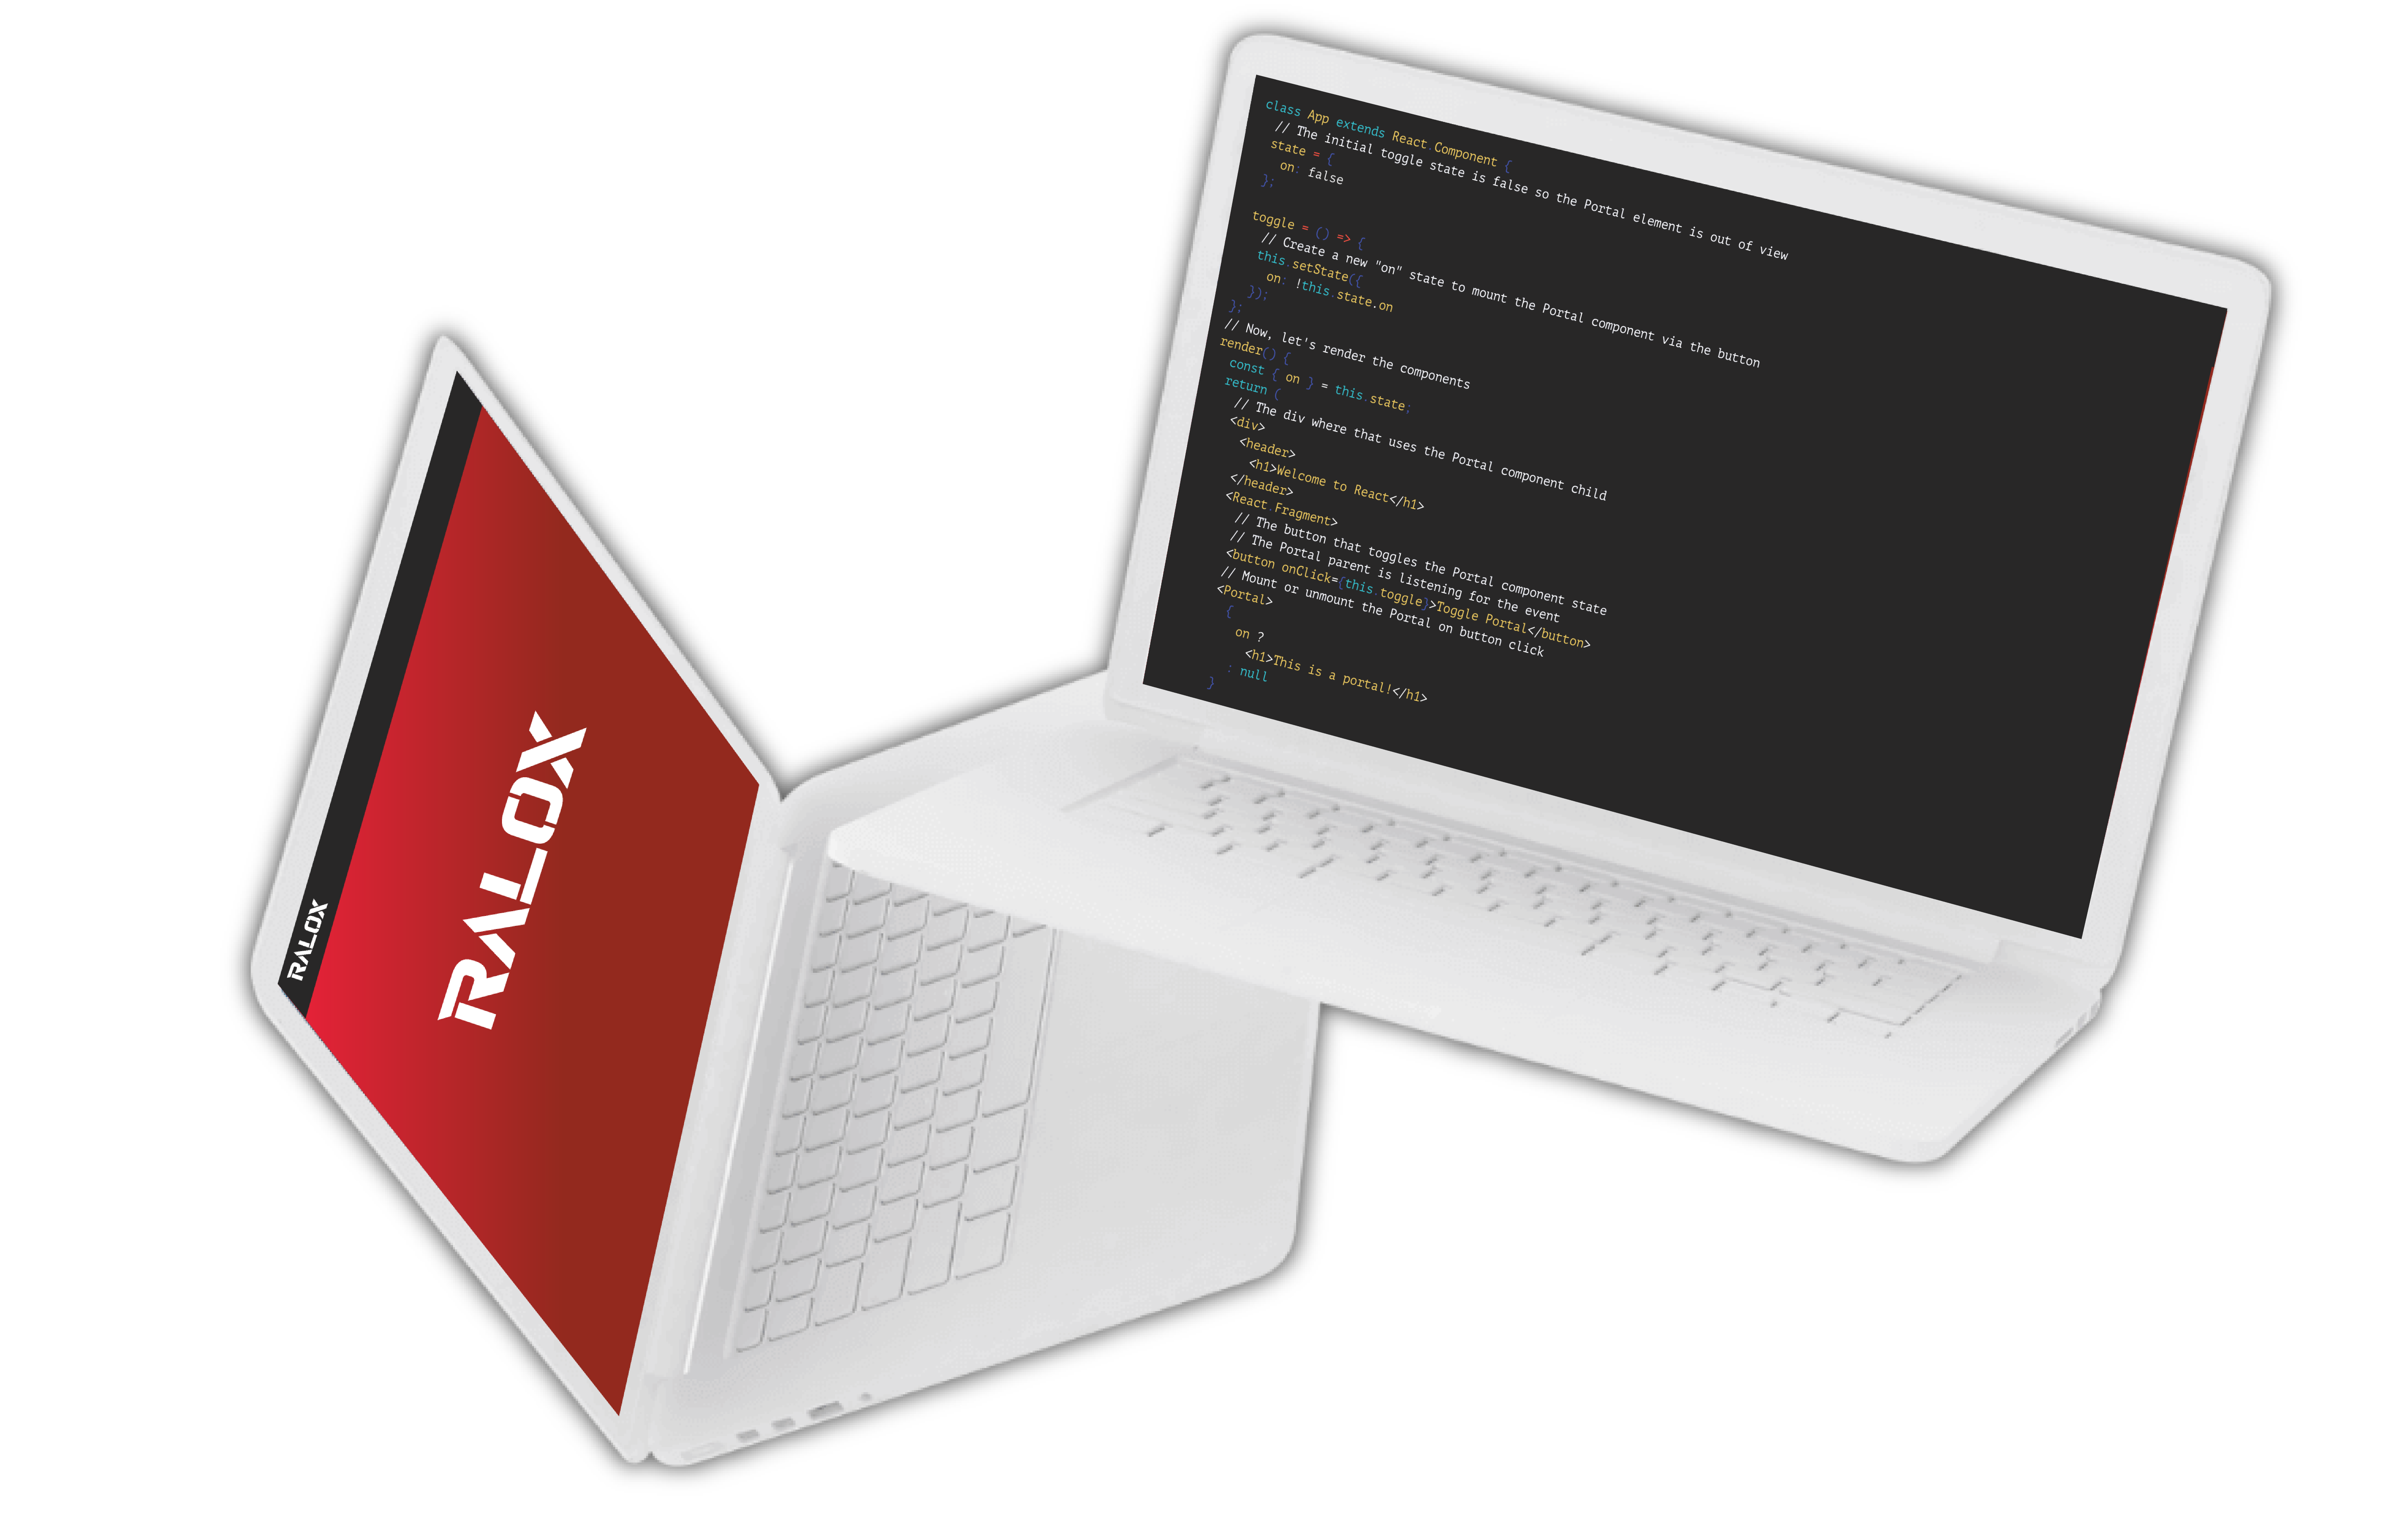 RALOX
RALOX
class App extends React.Component {
// The initial toggle state is false so the Portal element is out of view
state = {
on: false
};
toggle = () => {
// Create a new "on" state to mount the Portal component via the button
this.setState({
on: !this.state.on
});
};
// Now, let's render the components
render() {
const { on } = this.state;
return (
// The div where that uses the Portal component child
<div>
<header>
<h1>Welcome to React</h1>
</header>
<React.Fragment>
// The button that toggles the Portal component state
// The Portal parent is listening for the event
<button onClick={this.toggle}>Toggle Portal</button>
// Mount or unmount the Portal on button click
<Portal>
{
on ?
<h1>This is a portal!</h1>
: null
}